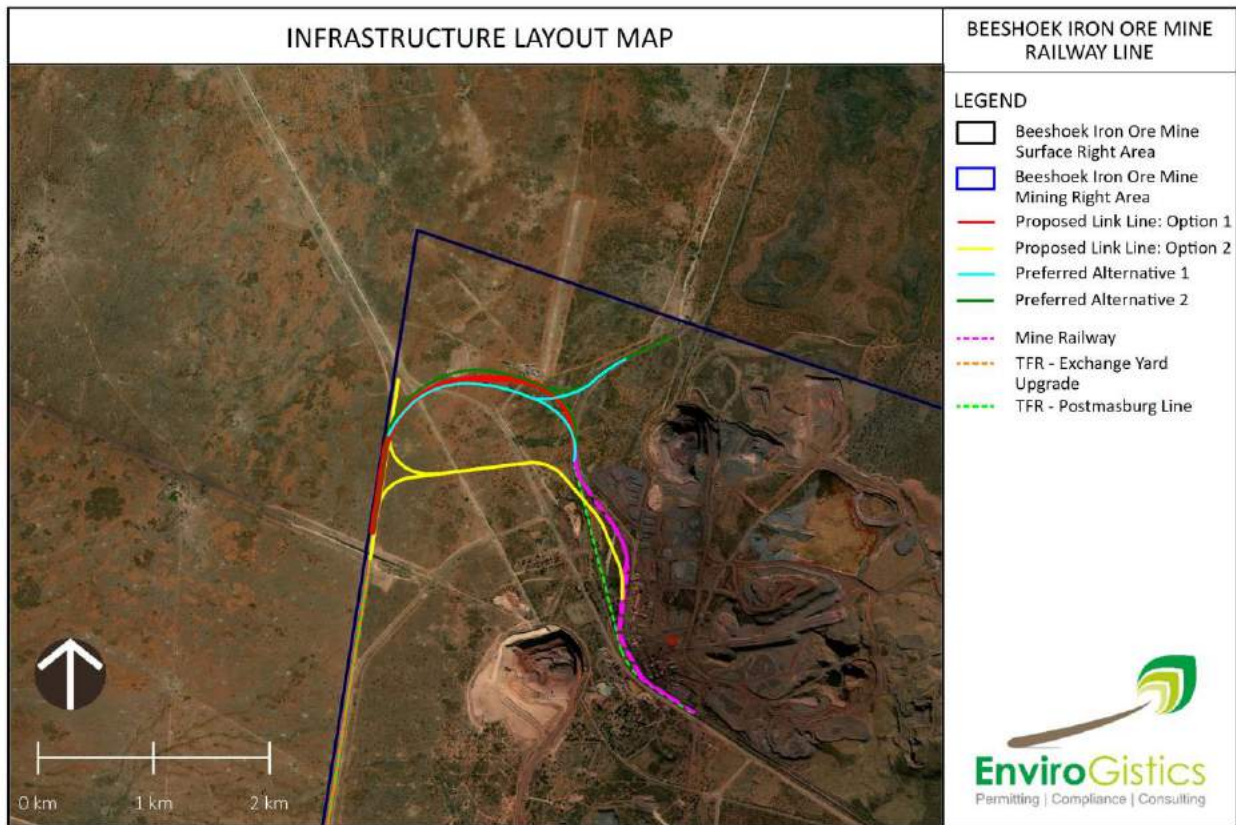 INFRASTRUCTURE LAYOUT MAP
BEESHOEK IRON ORE MINE
RAILWAY LINE
LEGEND
Beeshoek Iron Ore Mine
Surface Right Area
Beeshoek Iron Ore Mine
Mining Right Area
Proposed Link Line: Option 1
Proposed Link Line: Option 2
Preferred Alternative 1
Preferred Alternative 2
Mine Railway
TFR - Exchange Yard
Upgrade
TFR - Postmasburg Line
0 km
1 km
2 km
EnviroGistics
Permitting | Compliance | Consulting